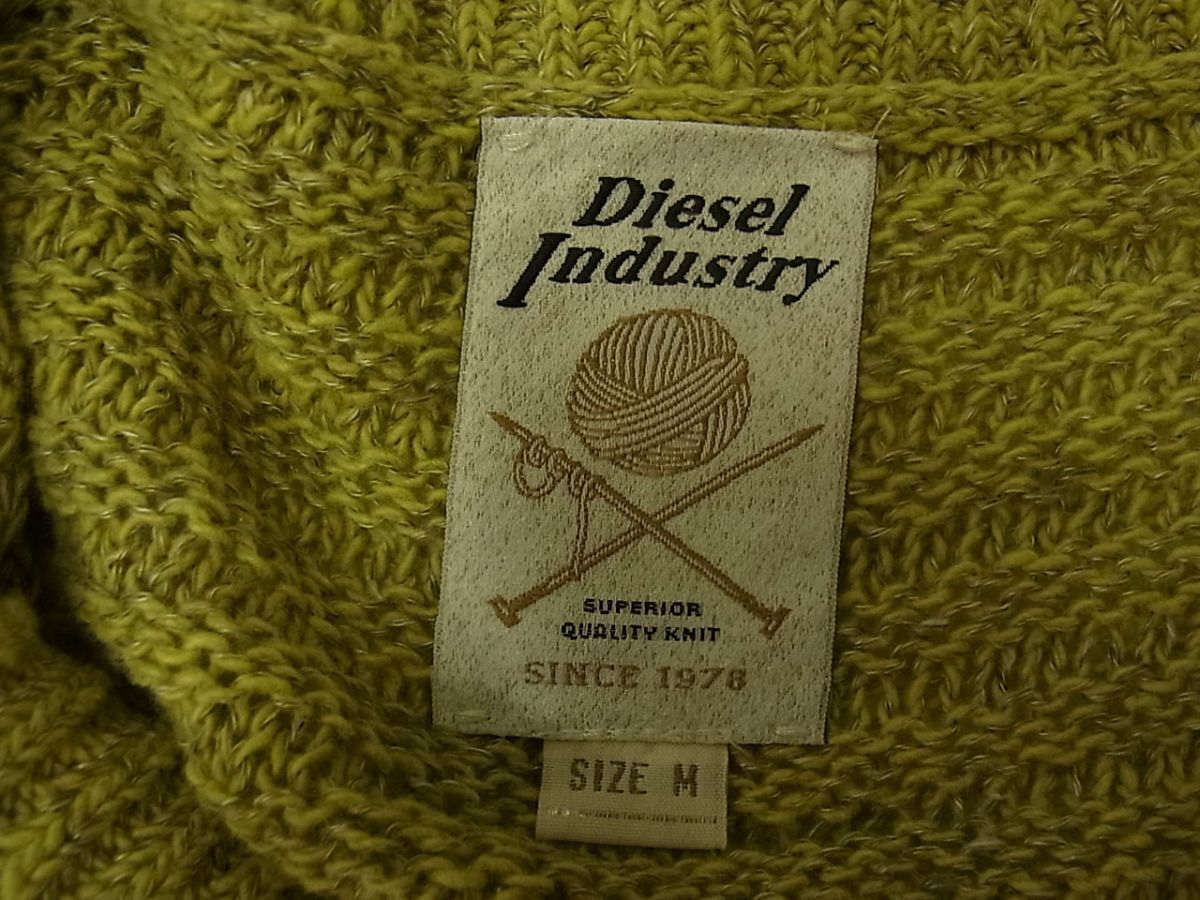 Diesel
Industry
SUPERIOR
QUALITY KNIT
SINCE 1978
SIZE M